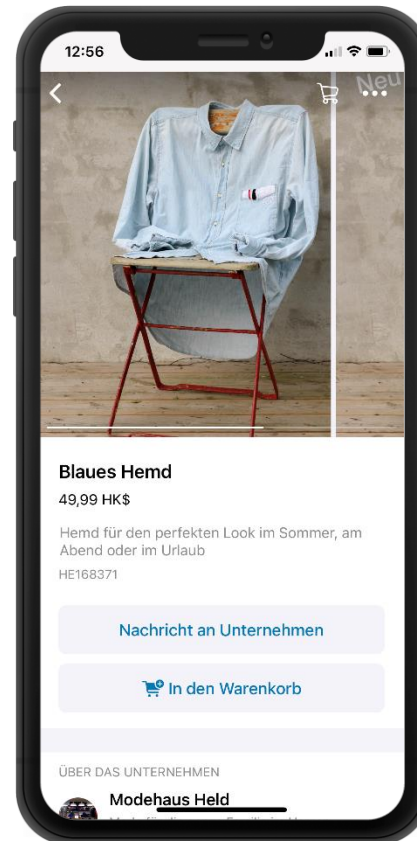 12:56
Neu
Blaues Hemd
49,99 HK$
Hemd für den perfekten Look im Sommer, am
Abend oder im Urlaub
HE168371
Nachricht an Unternehmen
In den Warenkorb
ÜBER DAS UNTERNEHMEN
Modehaus Held